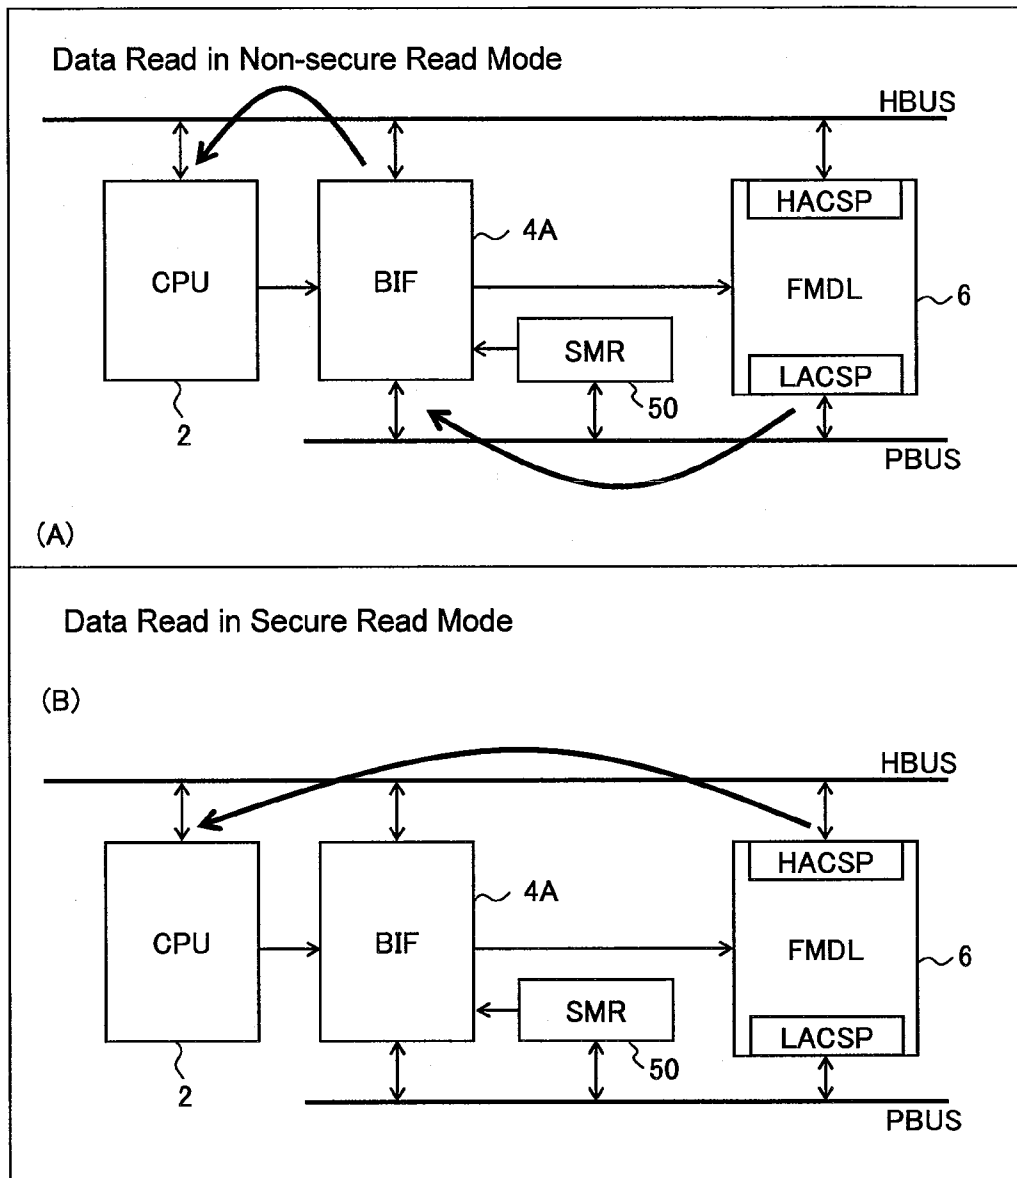 Data Read in Non-secure Read Mode
HBUS
HACSP
4A
CPU
BIF
FMDL
6
SMR
LACSP
2
50
PBUS
(A)
Data Read in Secure Read Mode
(B)
HBUS
HACSP
4A
CPU
BIF
FMDL
6
SMR
LACSP
2
50
PBUS